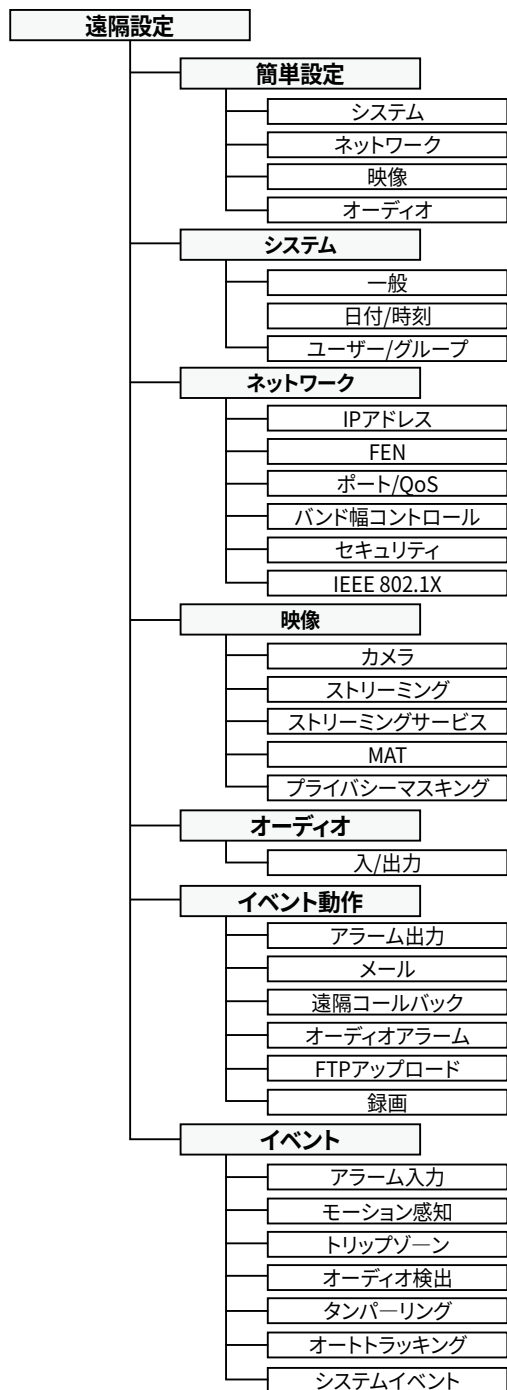 遠隔設定
簡単設定
システム
ネットワーク
映像
オーディオ
システム
一般
日付/時刻
ユーザー/グループ
ネットワーク
IPアドレス
FEN
ポート/QoS
バンド幅コントロール
セキュリティ
IEEE 802.1X
映像
カメラ
ストリーミング
ストリーミングサービス
MAT
プライバシーマスキング
オーディオ
入/出力
イベント動作
アラーム出力
メール
遠隔コールバック
オーディオアラーム
FTPアップロード
録画
イベント
アラーム入力
モーション感知
トリップゾ―ン
オーディオ検出
タンパ―リング
オートトラッキング
システムイベント